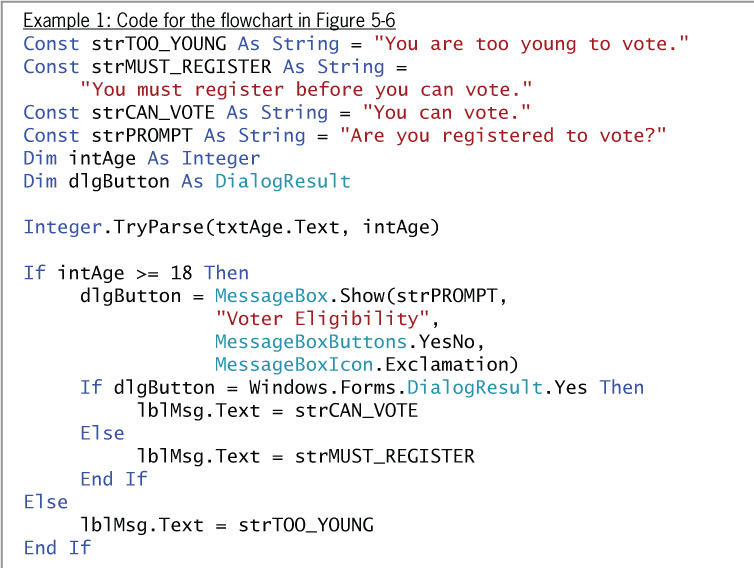 Example 1: Code for the flowchart in Figure 5-6
Const strTOO_YOUNG As String = "You are too young to vote."
Const strMUST_REGISTER As String =
"You must register before you can vote."
Const strCAN_VOTE As String = "You can vote."
Const strPROMPT As String = "Are you registered to vote?"
Dim intAge As Integer
Dim dlgButton As DialogResult
Integer.TryParse(txtAge.Text, intAge)
If intAge >= 18 Then
dlgButton = MessageBox.Show(strPROMPT,
"Voter Eligibility",
MessageBoxButtons.YesNo,
MessageBoxIcon.Exclamation)
If dlgButton = Windows.Forms.DialogResult.Yes Then
lblMsg.Text = strCAN_VOTE
Else
lblMsg.Text = strMUST_REGISTER
End If
Else
lblMsg.Text = strTOO_YOUNG
End If